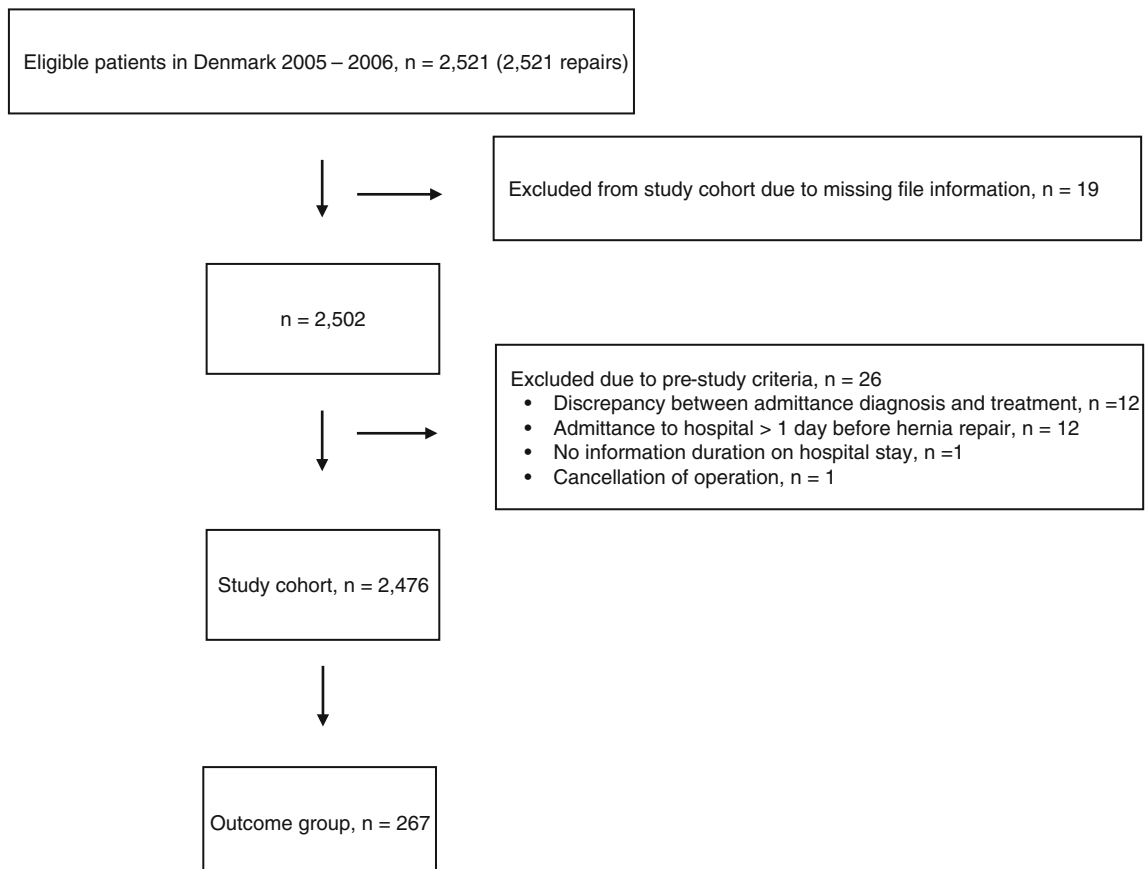 Eligible patients in Denmark 2005 – 2006, n = 2,521 (2,521 repairs)
Excluded from study cohort due to missing file information, n = 19
n = 2,502
Excluded due to pre-study criteria, n = 26
• Discrepancy between admittance diagnosis and treatment, n =12
• Admittance to hospital > 1 day before hernia repair, n = 12
• No information duration on hospital stay, n =1
• Cancellation of operation, n = 1
Study cohort, n = 2,476
Outcome group, n = 267